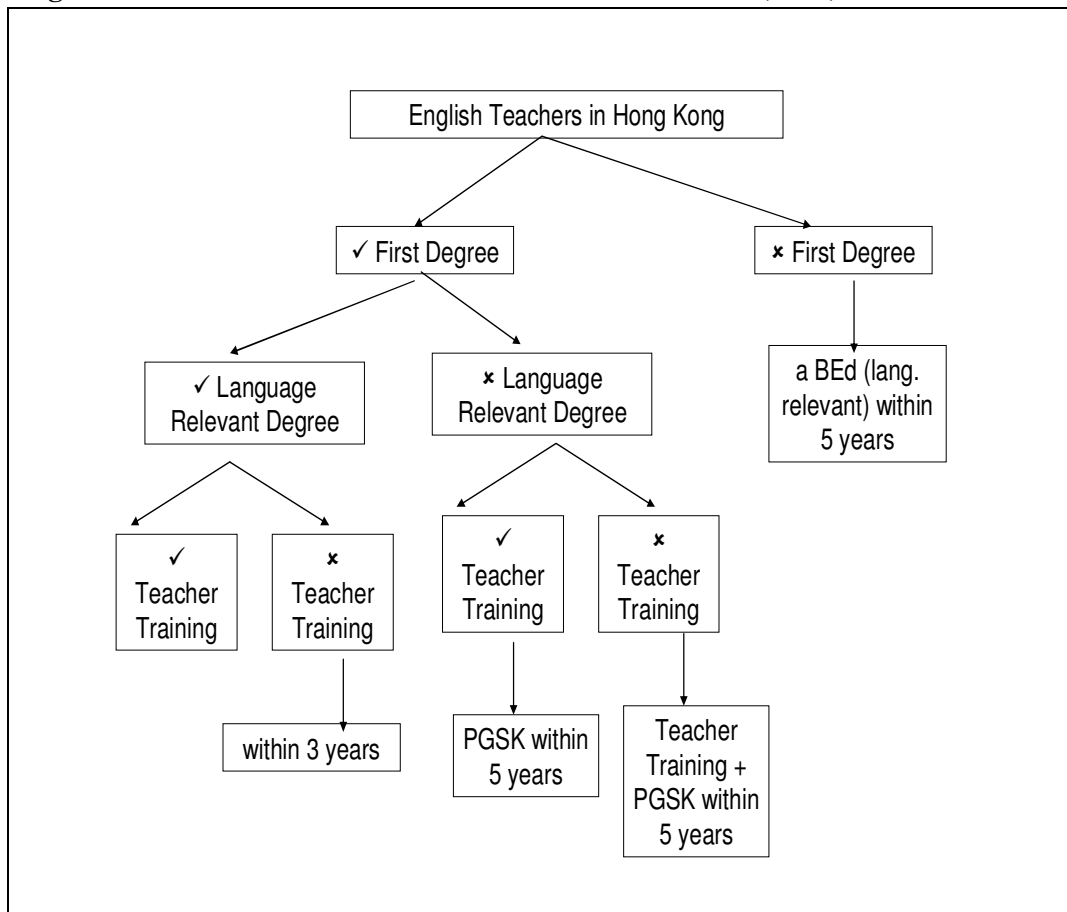 English Teachers in Hong Kong
✓ First Degree
✗ First Degree
✓ Language
Relevant Degree
✗ Language
Relevant Degree
a BEd (lang.
relevant) within
5 years
✓
Teacher
Training
✗
Teacher
Training
✓
Teacher
Training
✗
Teacher
Training
within 3 years
PGSK within
5 years
Teacher
Training +
PGSK within
5 years